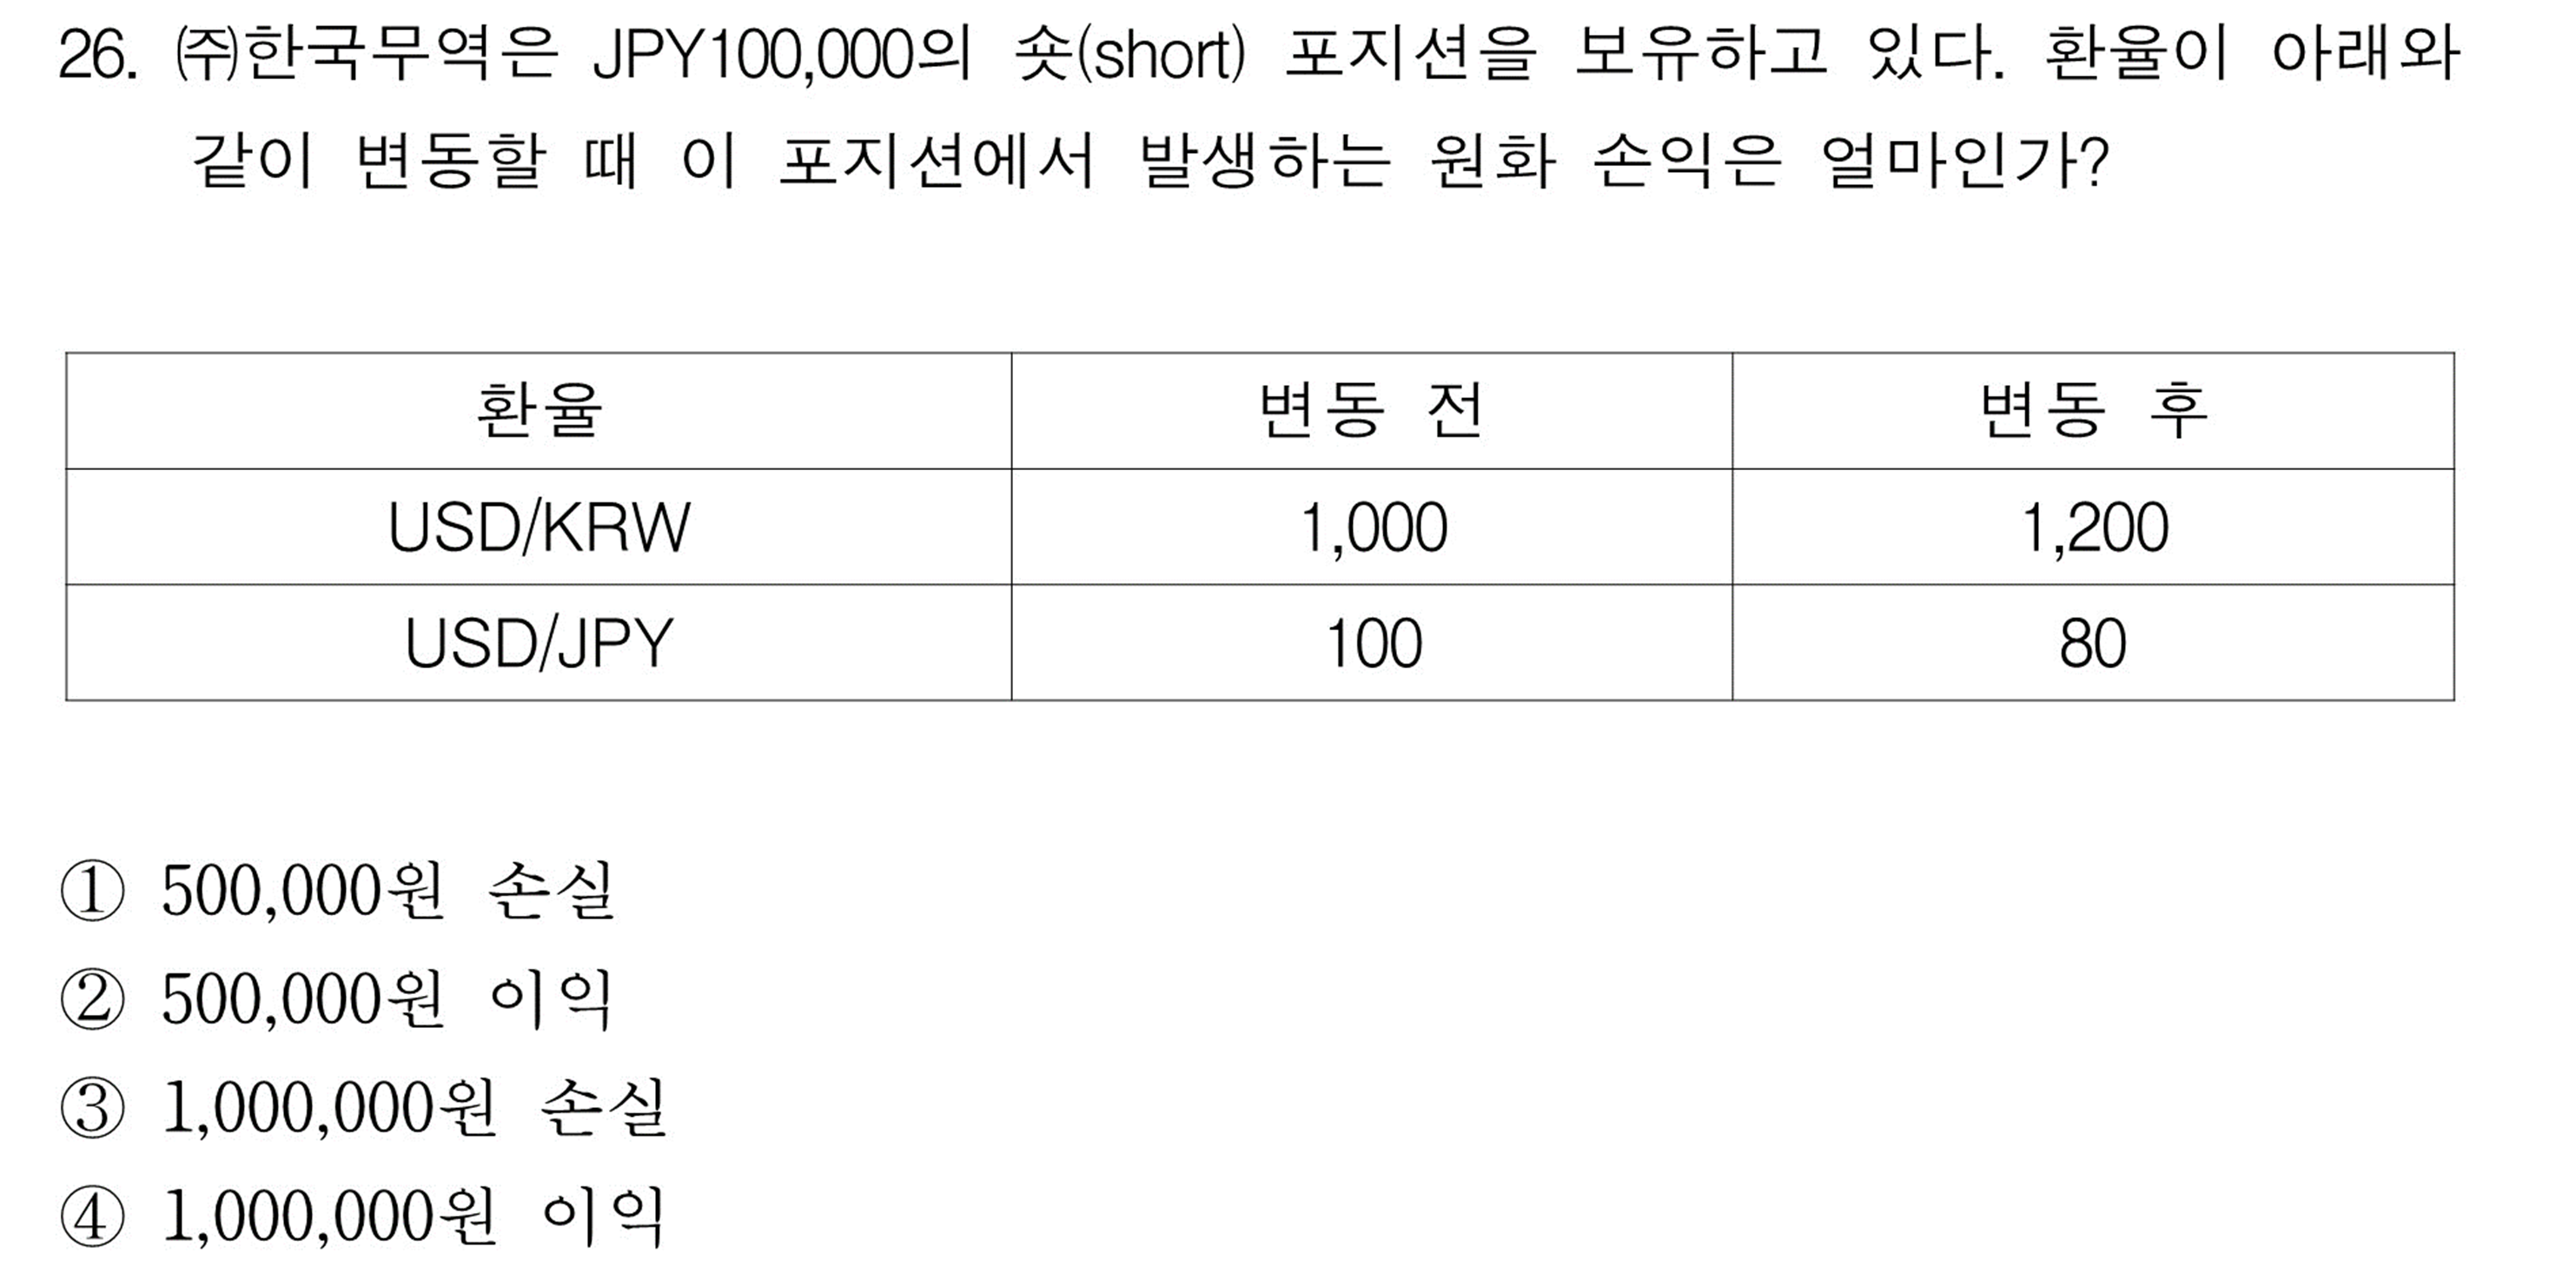 26. ㈜한국무역은 JPY100,000의 숏(short) 포지션을 보유하고 있다. 환율이 아래와
같이 변동할 때 이 포지션에서 발생하는 원화 손익은 얼마인가?
환율 변동 전 변동 후
USD/KRW 1,000 1,200
USD/JPY 100 80
① 500,000원 손실
② 500,000원 이익
③ 1,000,000원 손실
④ 1,000,000원 이익